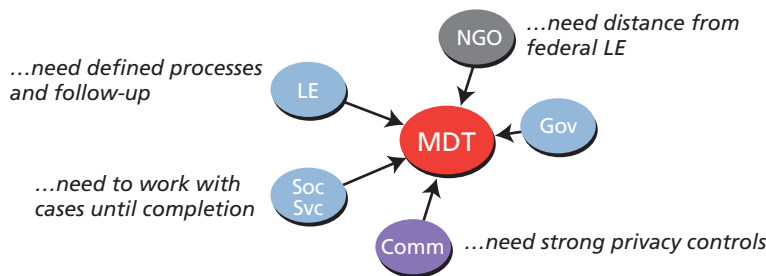 NGO
...need distance from
federal LE
...need defined processes
and follow-up
LE
MDT
Gov
...need to work with
cases until completion
Soc
Svc
Comm
...need strong privacy controls